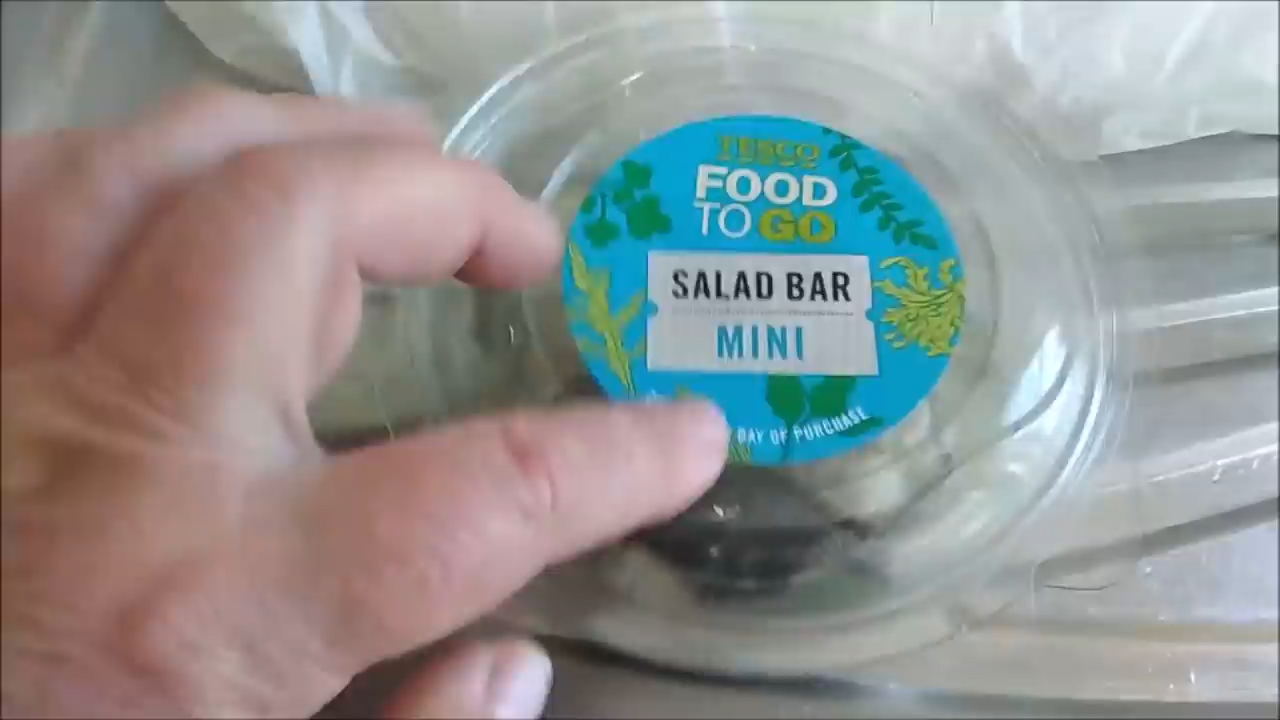 TESCO
FOOD
TO GO
SALAD BAR
MINI
DAY OF PURCHASE